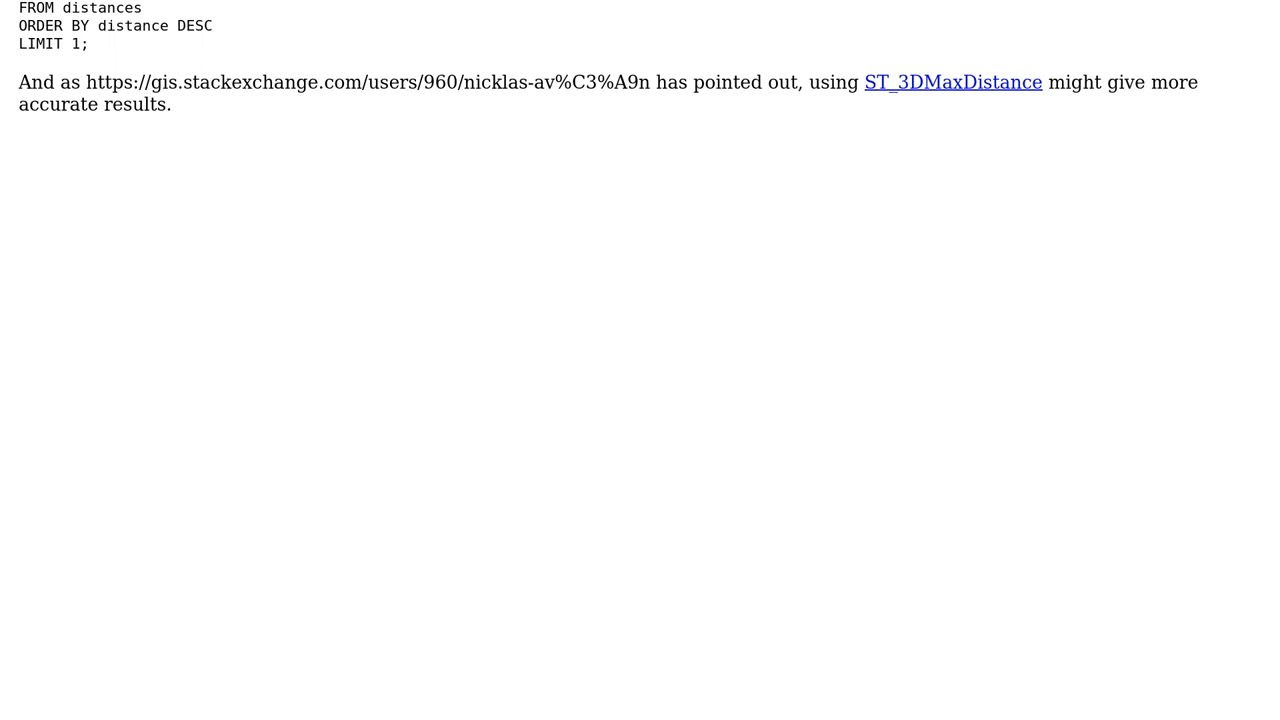 FROM distances
ORDER BY distance DESC
LIMIT 1;
And as https://gis.stackexchange.com/users/960/nicklas-av%C3%A9n has pointed out, using ST_3DMaxDistance might give more
accurate results.